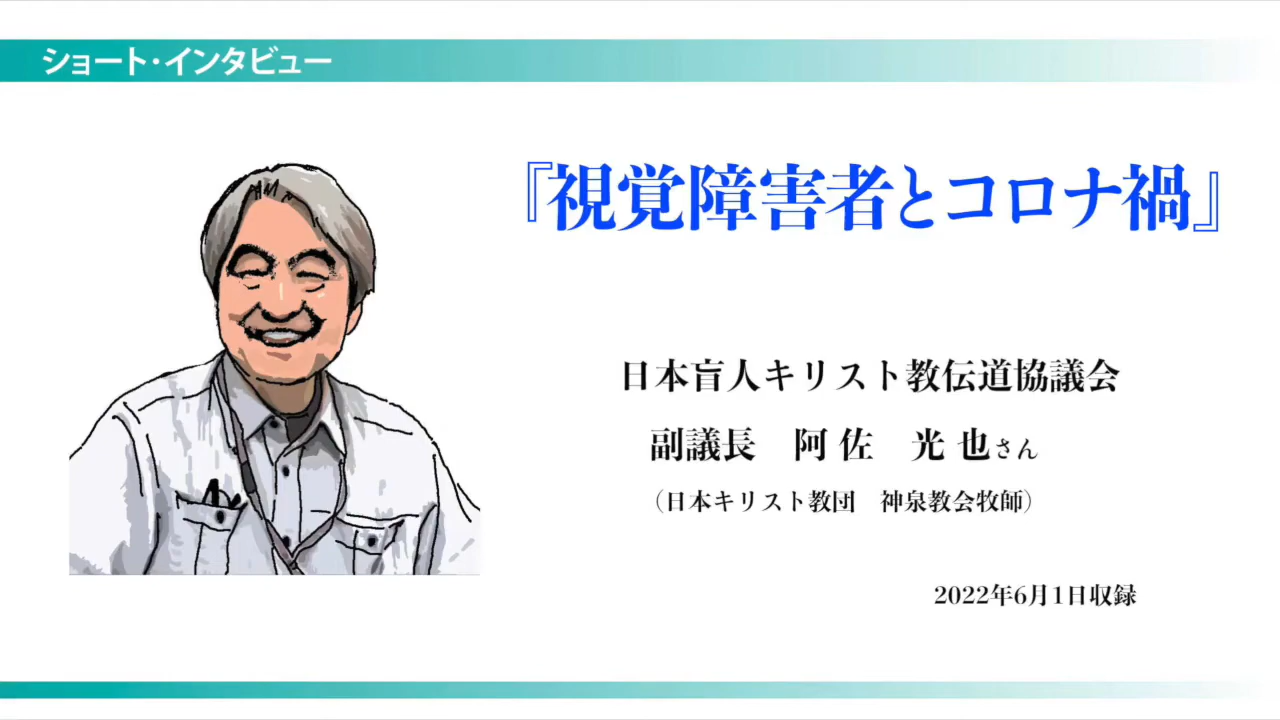 ショート・インタビュー
『視覚障害者とコロナ禍』
日本盲人キリスト教伝道協議会
副議長　阿 佐　光 也さん
（日本キリスト教団　神泉教会牧師）
2022年6月1日収録